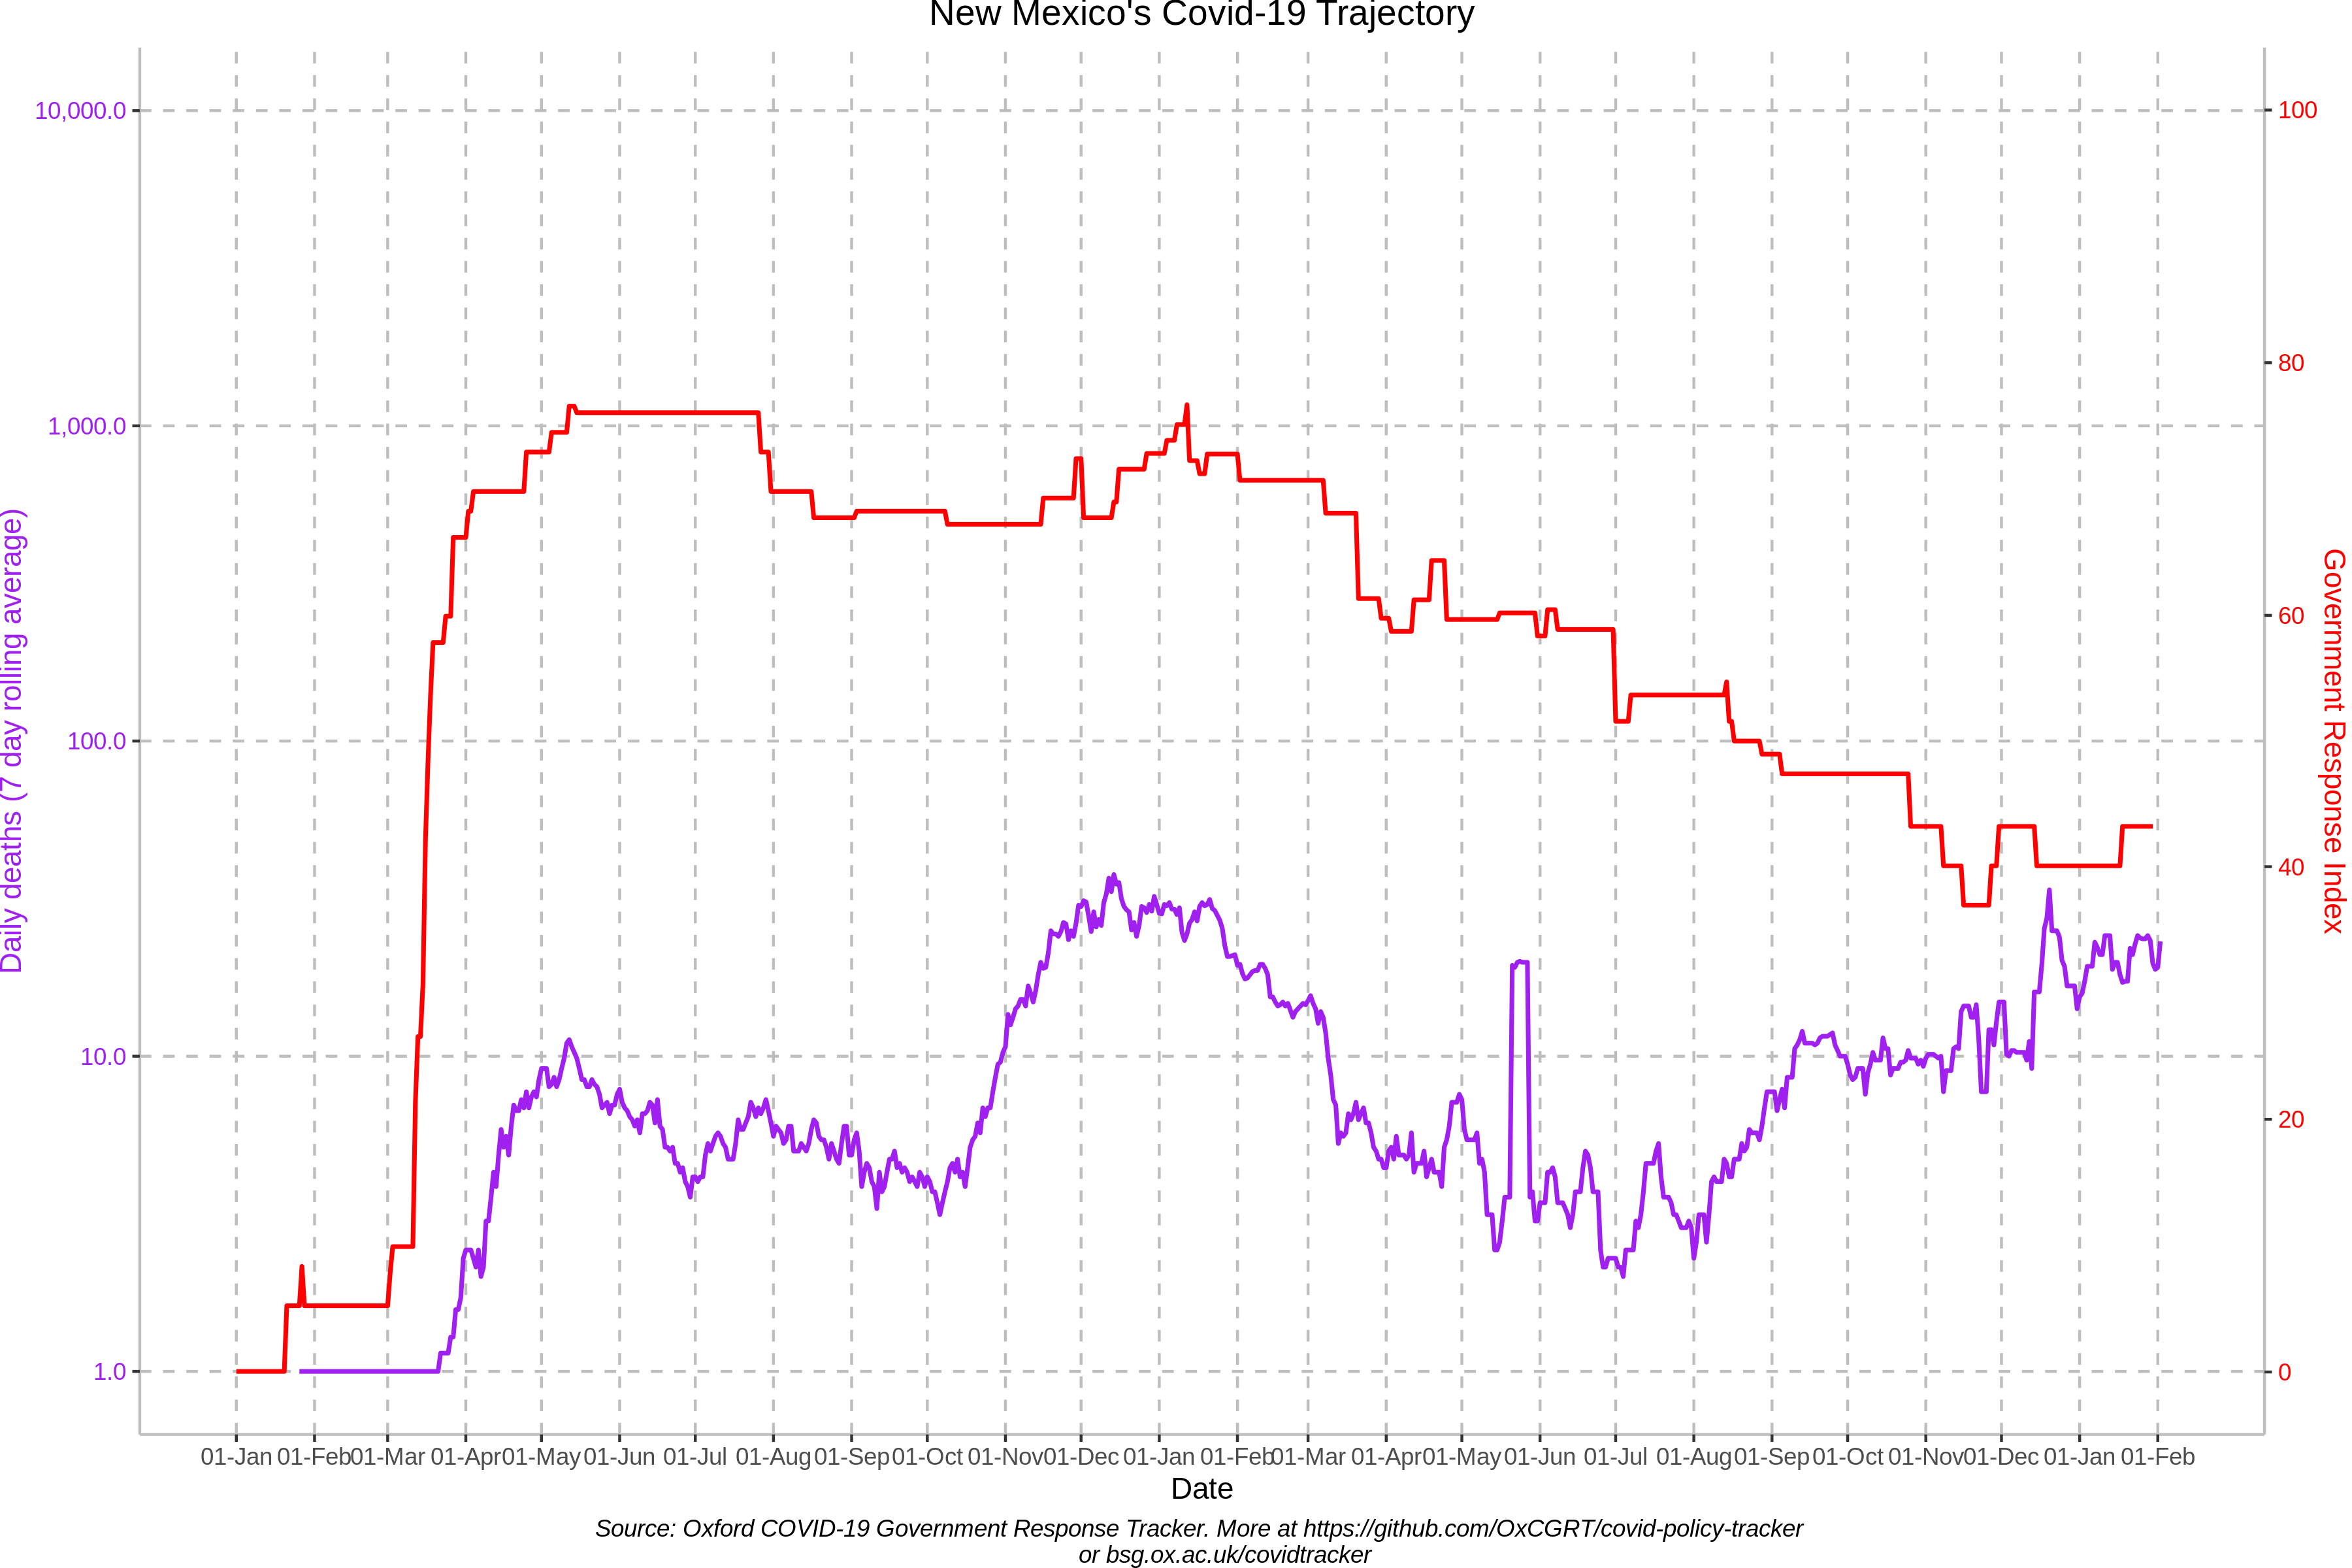 New Mexico's Covid-19 Trajectory
10,000.0
1,000.0
100.0
10.0
1.0
Daily deaths (7 day rolling average)
100
80
60
40
20
0
Government Response Index
01-Jan 01-Feb 01-Mar 01-Apr 01-May 01-Jun 01-Jul 01-Aug 01-Sep 01-Oct 01-Nov 01-Dec 01-Jan 01-Feb 01-Mar 01-Apr 01-May 01-Jun 01-Jul 01-Aug 01-Sep 01-Oct 01-Nov 01-Dec 01-Jan 01-Feb
Date
Source: Oxford COVID-19 Government Response Tracker. More at https://github.com/OxCGRT/covid-policy-tracker
or bsg.ox.ac.uk/covidtracker